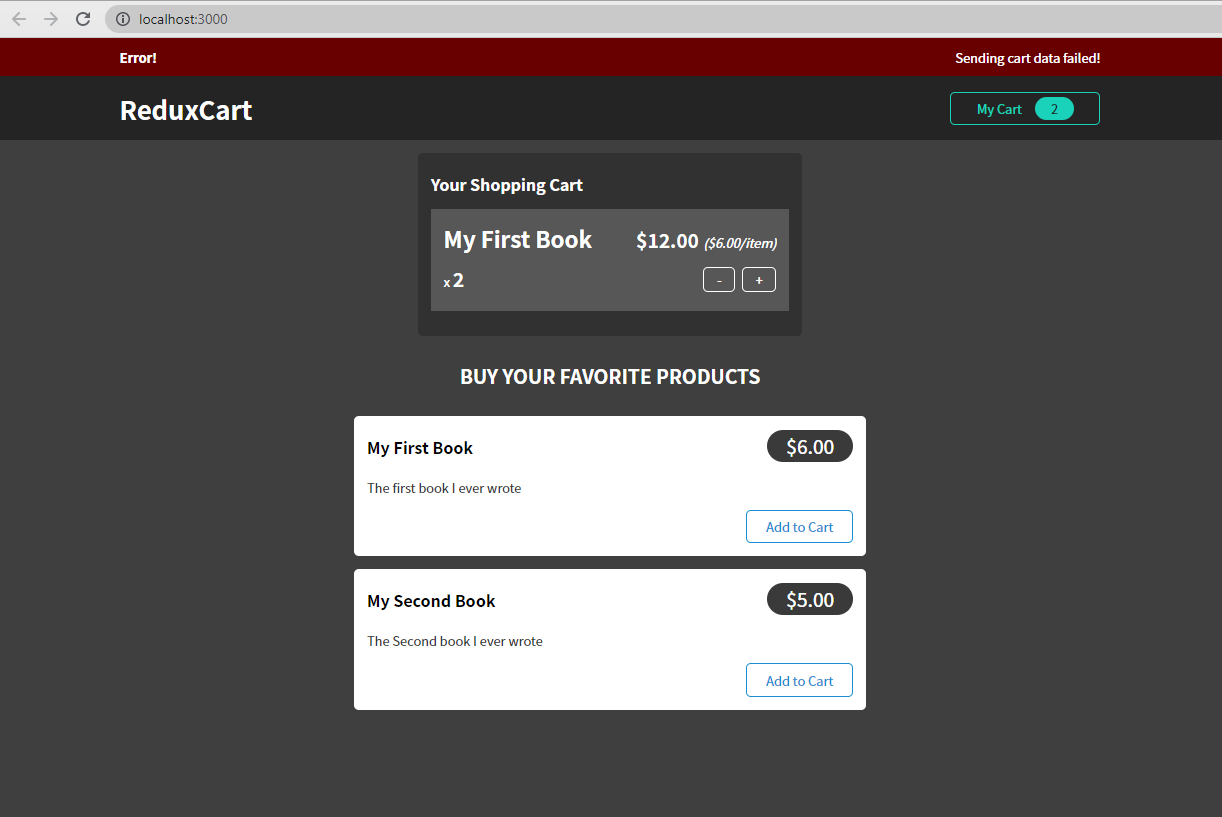 localhost:3000
Error! Sending cart data failed!
ReduxCart My Cart 2
Your Shopping Cart
My First Book $12.00 ($6.00/item)
x 2 - +
BUY YOUR FAVORITE PRODUCTS
My First Book $6.00
The first book I ever wrote
Add to Cart
My Second Book $5.00
The Second book I ever wrote
Add to Cart